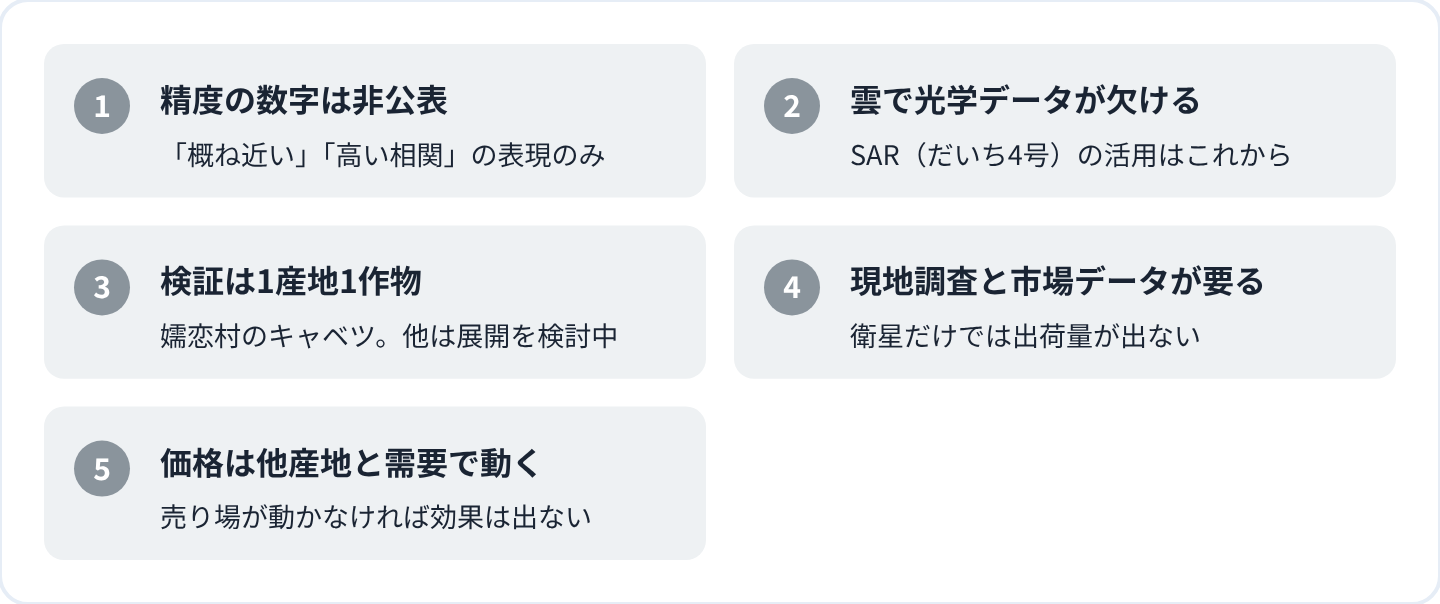 1
精度の数字は非公表
「概ね近い」「高い相関」の表現のみ
2
雲で光学データが欠ける
SAR（だいち4号）の活用はこれから
3
検証は1産地1作物
嬬恋村のキャベツ。他は展開を検討中
4
現地調査と市場データが要る
衛星だけでは出荷量が出ない
5
価格は他産地と需要で動く
売り場が動かなければ効果は出ない